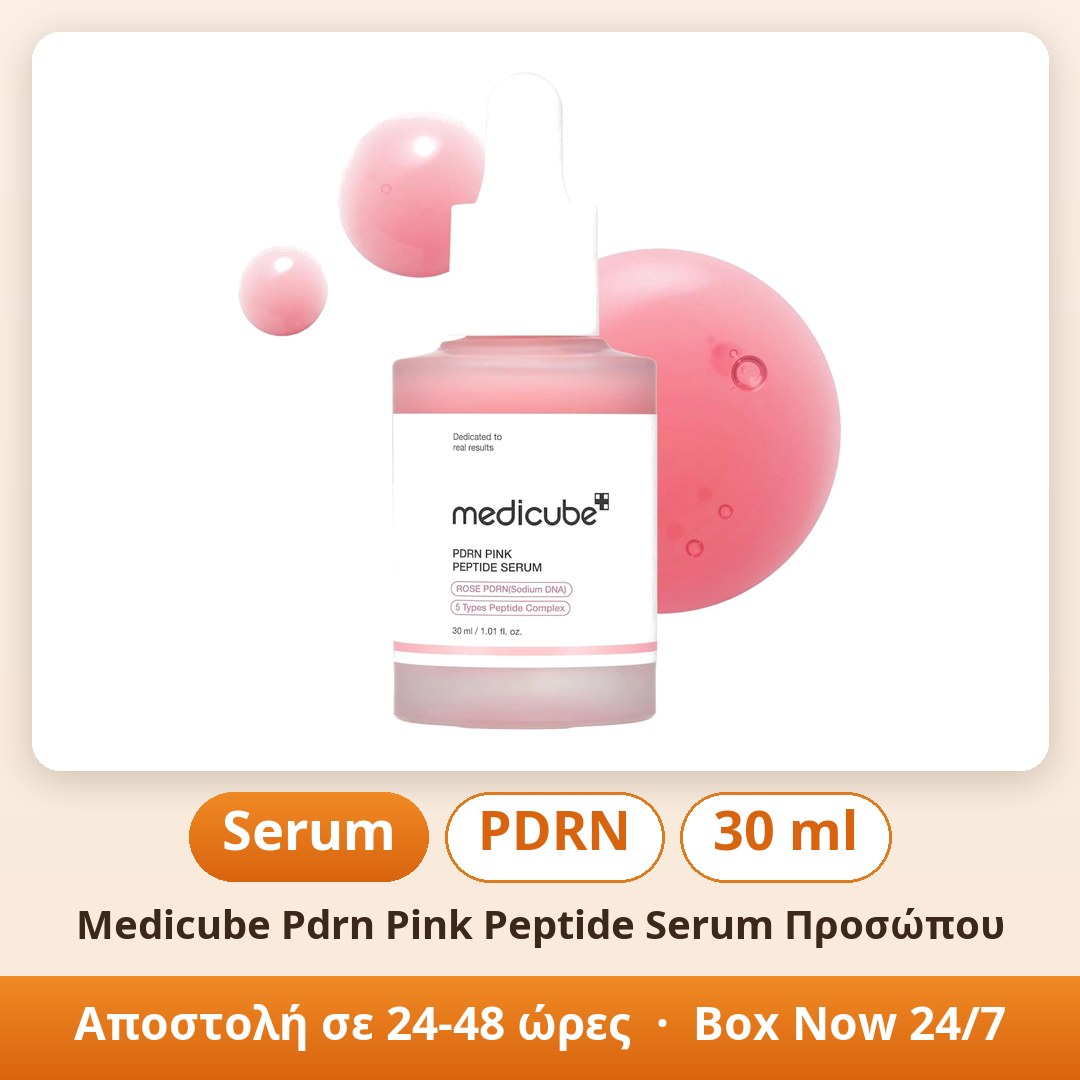 Dedicated to
real results
medicube
PDRN PINK
PEPTIDE SERUM
ROSE PDRN(Sodium DNA)
5 Types Peptide Complex
30 ml / 1.01 fl. oz.
Serum PDRN 30 ml
Medicube Pdrn Pink Peptide Serum Προσώπου
Αποστολή σε 24-48 ώρες · Box Now 24/7